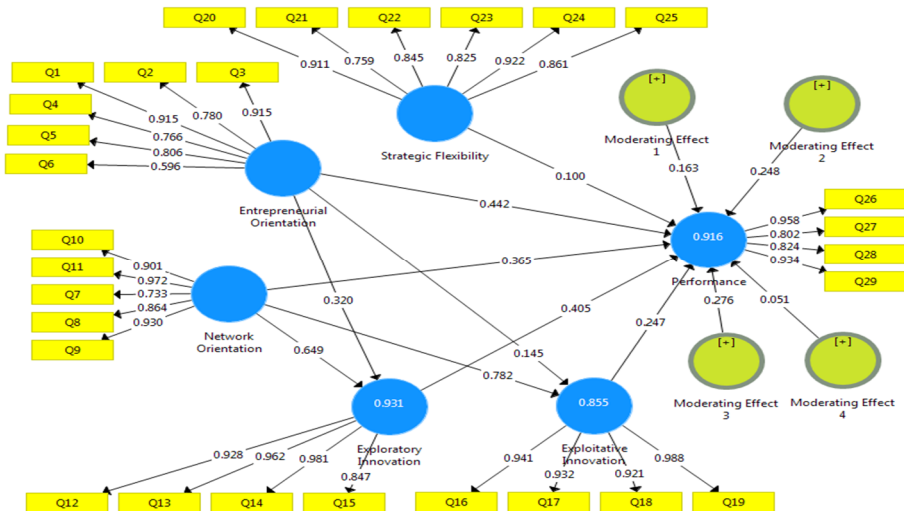 Q20
Q21
Q22
Q23
Q24
Q25
0.911
0.759
0.845
0.825
0.922
0.861
Strategic Flexibility
0.100
Q1
Q2
Q3
Q4
Q5
Q6
0.915
0.780
0.915
0.766
0.806
0.596
Entrepreneurial
Orientation
0.442
0.320
0.145
[+]
Moderating Effect
1
0.163
[+]
Moderating Effect
2
0.248
0.916
Performance
Q26
Q27
Q28
Q29
0.958
0.802
0.824
0.934
Q10
Q11
Q7
Q8
Q9
0.901
0.972
0.733
0.864
0.930
Network
Orientation
0.365
0.649
0.782
0.405
0.247
0.276
0.051
[+]
Moderating Effect
3
[+]
Moderating Effect
4
0.931
Exploratory
Innovation
0.928
0.962
0.981
0.847
Q12
Q13
Q14
Q15
0.855
Exploitative
Innovation
0.941
0.932
0.921
0.988
Q16
Q17
Q18
Q19